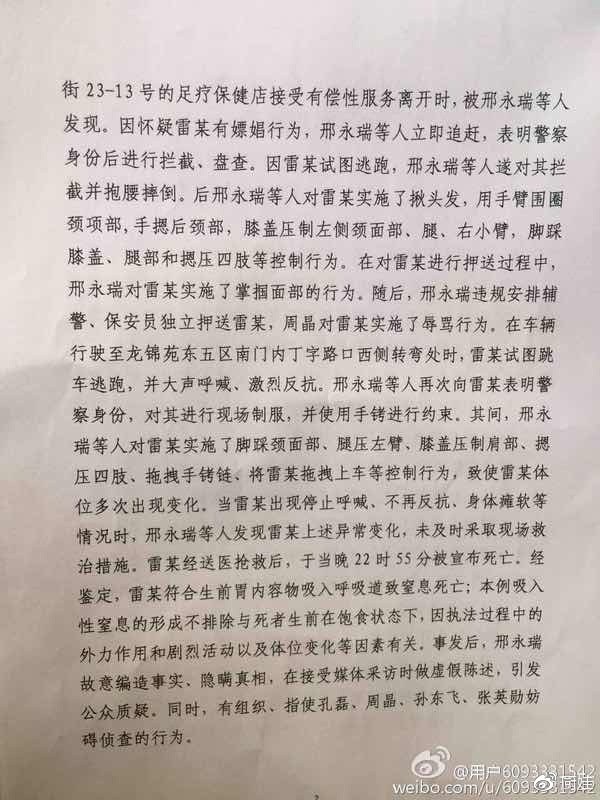 街 23-13 号的足疗保健店接受有偿性服务离开时，被邢永瑞等人
发现。因怀疑雷某有嫖娼行为，邢永瑞等人立即追赶，表明警察
身份后进行拦截、盘查。因雷某试图逃跑，邢永瑞等人遂对其拦
截并抱腰摔倒。后邢永瑞等人对雷某实施了揪头发，用手臂围圈
颈项部，手摁后颈部，膝盖压制左侧颈面部、腿、右小臂，脚踩
膝盖、腿部和摁压四肢等控制行为。在对雷某进行押送过程中，
邢永瑞对雷某实施了掌掴面部的行为。随后，邢永瑞违规安排辅
警、保安员独立押送雷某，周晶对雷某实施了辱骂行为。在车辆
行驶至龙锦苑东五区南门内丁字路口西侧转弯处时，雷某试图跳
车逃跑，并大声呼喊、激烈反抗。邢永瑞等人再次向雷某表明警
察身份，对其进行现场制服，并使用手铐进行约束。其间，邢永
瑞等人对雷某实施了脚踩颈面部、腿压左臂、膝盖压制肩部、摁
压四肢、拖拽手铐链、将雷某拖拽上车等控制行为，致使雷某体
位多次出现变化。当雷某出现停止呼喊、不再反抗、身体瘫软等
情况时，邢永瑞等人发现雷某上述异常变化，未及时采取现场救
治措施。雷某经送医抢救后，于当晚 22 时 55 分被宣布死亡。经
鉴定，雷某符合生前胃内容物吸入呼吸道致窒息死亡；本例吸入
性窒息的形成不排除与死者生前在饱食状态下，因执法过程中的
外力作用和剧烈活动以及体位变化等因素有关。事发后，邢永瑞
故意编造事实、隐瞒真相，在接受媒体采访时做虚假陈述，引发
公众质疑。同时，有组织、指使孔磊、周晶、孙东飞、张英勋妨
碍侦查的行为。
2
@用户6093331542
weibo.com/u/6093331542